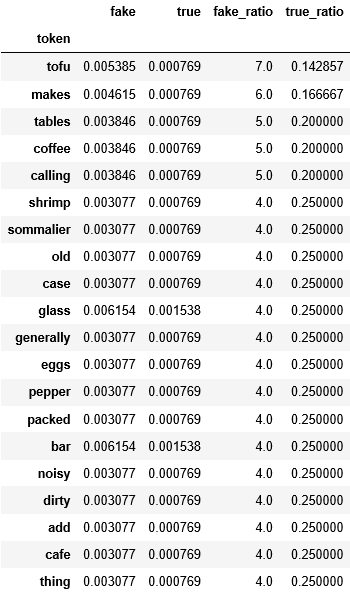 fake true fake_ratio true_ratio
token
tofu 0.005385 0.000769 7.0 0.142857
makes 0.004615 0.000769 6.0 0.166667
tables 0.003846 0.000769 5.0 0.200000
coffee 0.003846 0.000769 5.0 0.200000
calling 0.003846 0.000769 5.0 0.200000
shrimp 0.003077 0.000769 4.0 0.250000
sommalier 0.003077 0.000769 4.0 0.250000
old 0.003077 0.000769 4.0 0.250000
case 0.003077 0.000769 4.0 0.250000
glass 0.006154 0.001538 4.0 0.250000
generally 0.003077 0.000769 4.0 0.250000
eggs 0.003077 0.000769 4.0 0.250000
pepper 0.003077 0.000769 4.0 0.250000
packed 0.003077 0.000769 4.0 0.250000
bar 0.006154 0.001538 4.0 0.250000
noisy 0.003077 0.000769 4.0 0.250000
dirty 0.003077 0.000769 4.0 0.250000
add 0.003077 0.000769 4.0 0.250000
cafe 0.003077 0.000769 4.0 0.250000
thing 0.003077 0.000769 4.0 0.250000